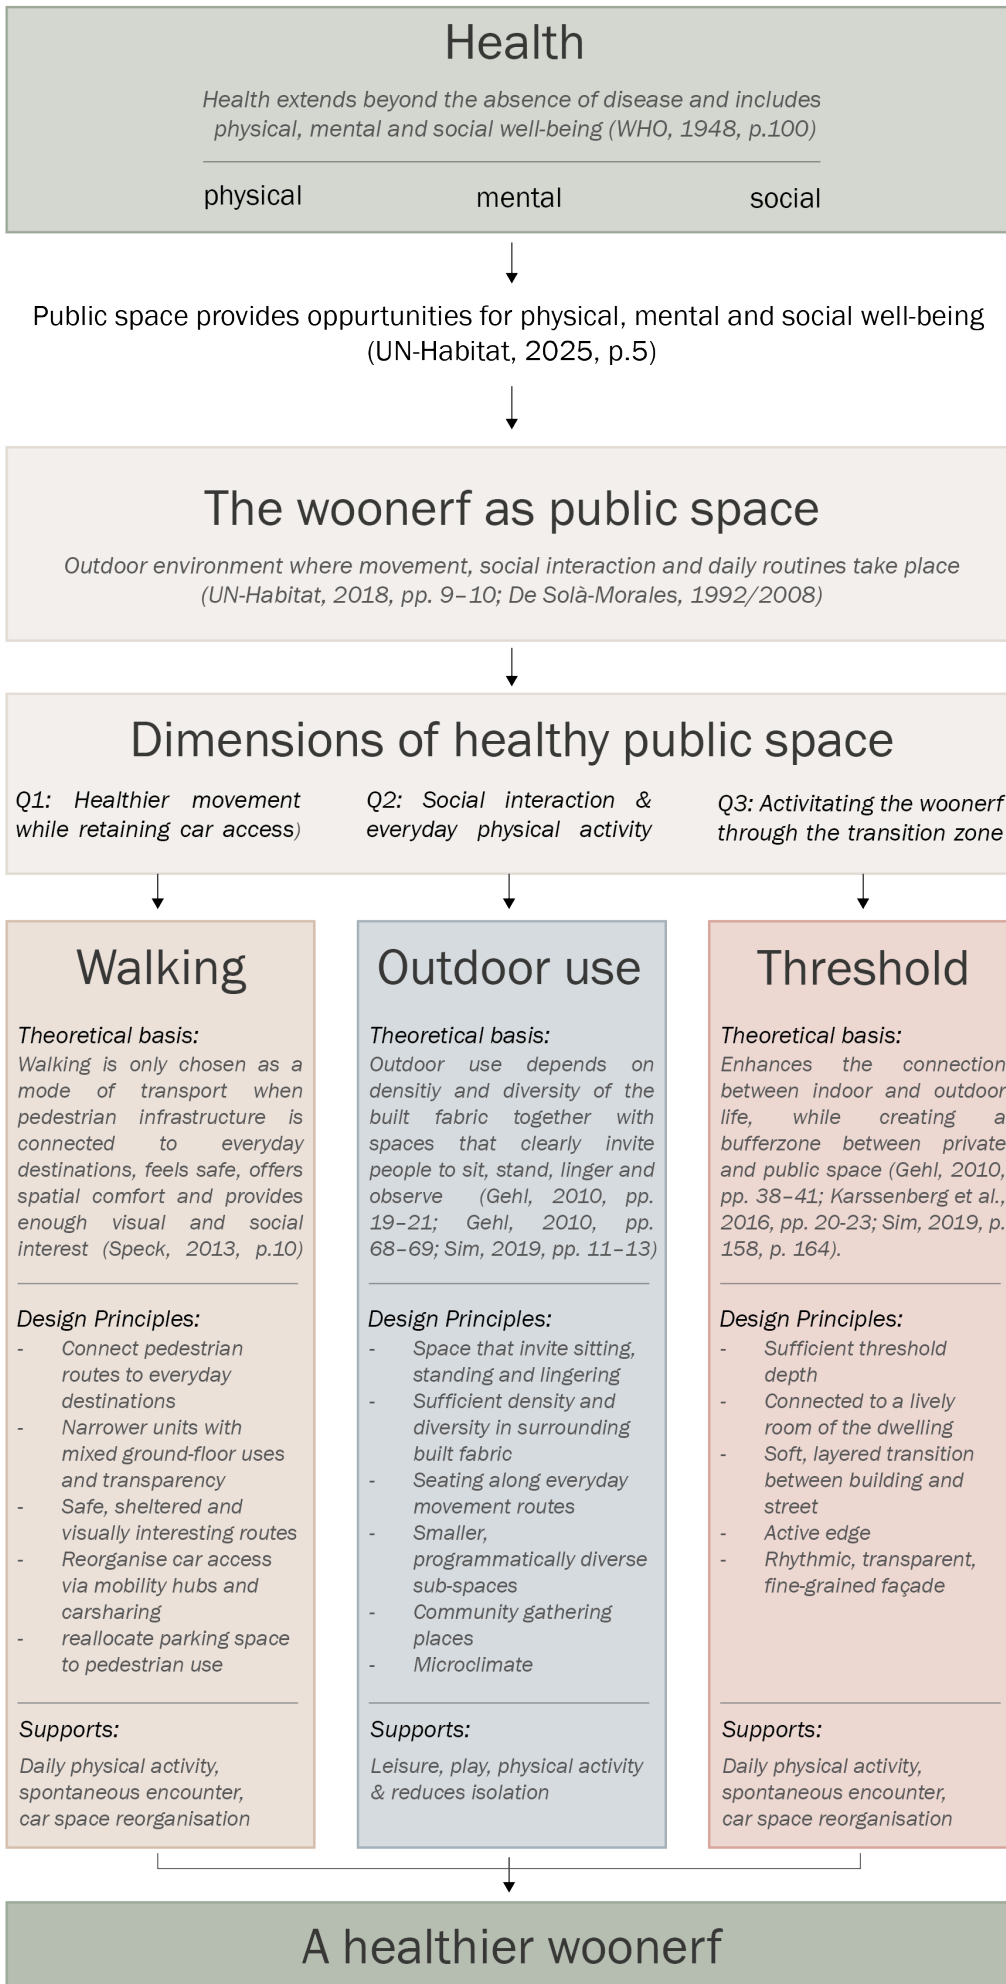 Health
Health extends beyond the absence of disease and includes
physical, mental and social well-being (WHO, 1948, p.100)
physical
mental
social
Public space provides oppurtunities for physical, mental and social well-being
(UN-Habitat, 2025, p.5)
The woonerf as public space
Outdoor environment where movement, social interaction and daily routines take place
(UN-Habitat, 2018, pp. 9–10; De Solà-Morales, 1992/2008)
Dimensions of healthy public space
Q1: Healthier movement
while retaining car access)
Q2: Social interaction &
everyday physical activity
Q3: Activitating the woonerf
through the transition zone
Walking
Theoretical basis:
Walking is only chosen as a
mode of transport when
pedestrian infrastructure is
connected to everyday
destinations, feels safe, offers
spatial comfort and provides
enough visual and social
interest (Speck, 2013, p.10)
Design Principles:
- Connect pedestrian
routes to everyday
destinations
- Narrower units with
mixed ground-floor uses
and transparency
- Safe, sheltered and
visually interesting routes
- Reorganise car access
via mobility hubs and
carsharing
- reallocate parking space
to pedestrian use
Supports:
Daily physical activity,
spontaneous encounter,
car space reorganisation
Outdoor use
Theoretical basis:
Outdoor use depends on
densitiy and diversity of the
built fabric together with
spaces that clearly invite
people to sit, stand, linger and
observe (Gehl, 2010, pp.
19–21; Gehl, 2010, pp.
68–69; Sim, 2019, pp. 11–13)
Design Principles:
- Space that invite sitting,
standing and lingering
- Sufficient density and
diversity in surrounding
built fabric
- Seating along everyday
movement routes
- Smaller,
programmatically diverse
sub-spaces
- Community gathering
places
- Microclimate
Supports:
Leisure, play, physical activity
& reduces isolation
Threshold
Theoretical basis:
Enhances the connection
between indoor and outdoor
life, while creating a
bufferzone between private
and public space (Gehl, 2010,
pp. 38–41; Karssenberg et al.,
2016, pp. 20-23; Sim, 2019, p.
158, p. 164).
Design Principles:
- Sufficient threshold
depth
- Connected to a lively
room of the dwelling
- Soft, layered transition
between building and
street
- Active edge
- Rhythmic, transparent,
fine-grained façade
Supports:
Daily physical activity,
spontaneous encounter,
car space reorganisation
A healthier woonerf